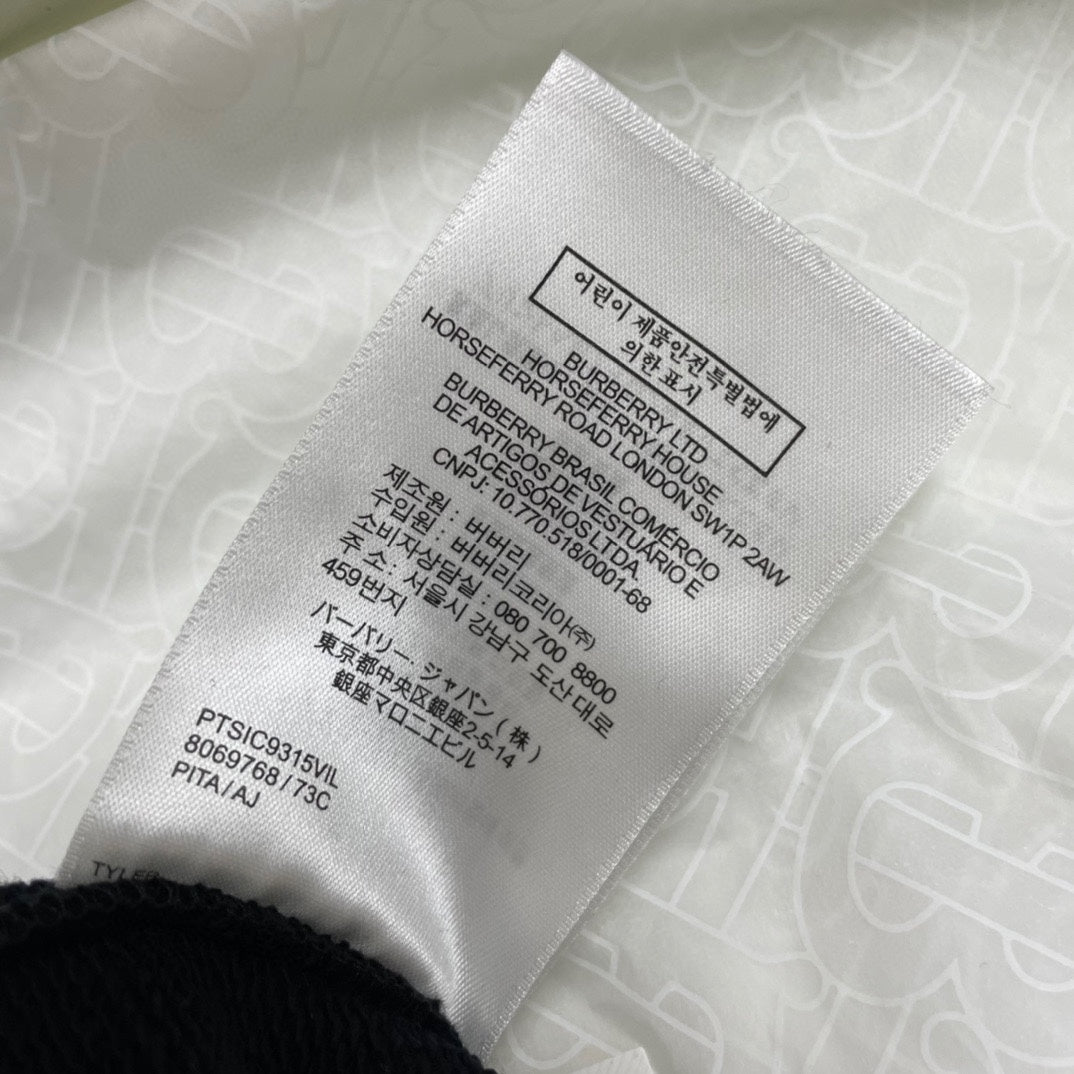 어린이 제품안전특별법에
의한 표시
BURBERRY LTD
HORSEFERRY HOUSE
HORSEFERRY ROAD LONDON SW1P 2AW
BURBERRY BRASIL COMÉRCIO
DE ARTIGOS DE VESTUÁRIO E
ACESSÓRIOS LTDA
CNPJ: 10.770.518/0001-68
제조원 : 버버리
수입원 : 버버리코리아(주)
소비자상담실 : 080 700 8800
주 소 : 서울시 강남구 도산대로
459번지
バーバリー・ジャパン(株)
東京都中央区銀座2-5-14
銀座マロニエビル
PTSIC9315VIL
8069768 / 73C
PITA / AJ
TYLER